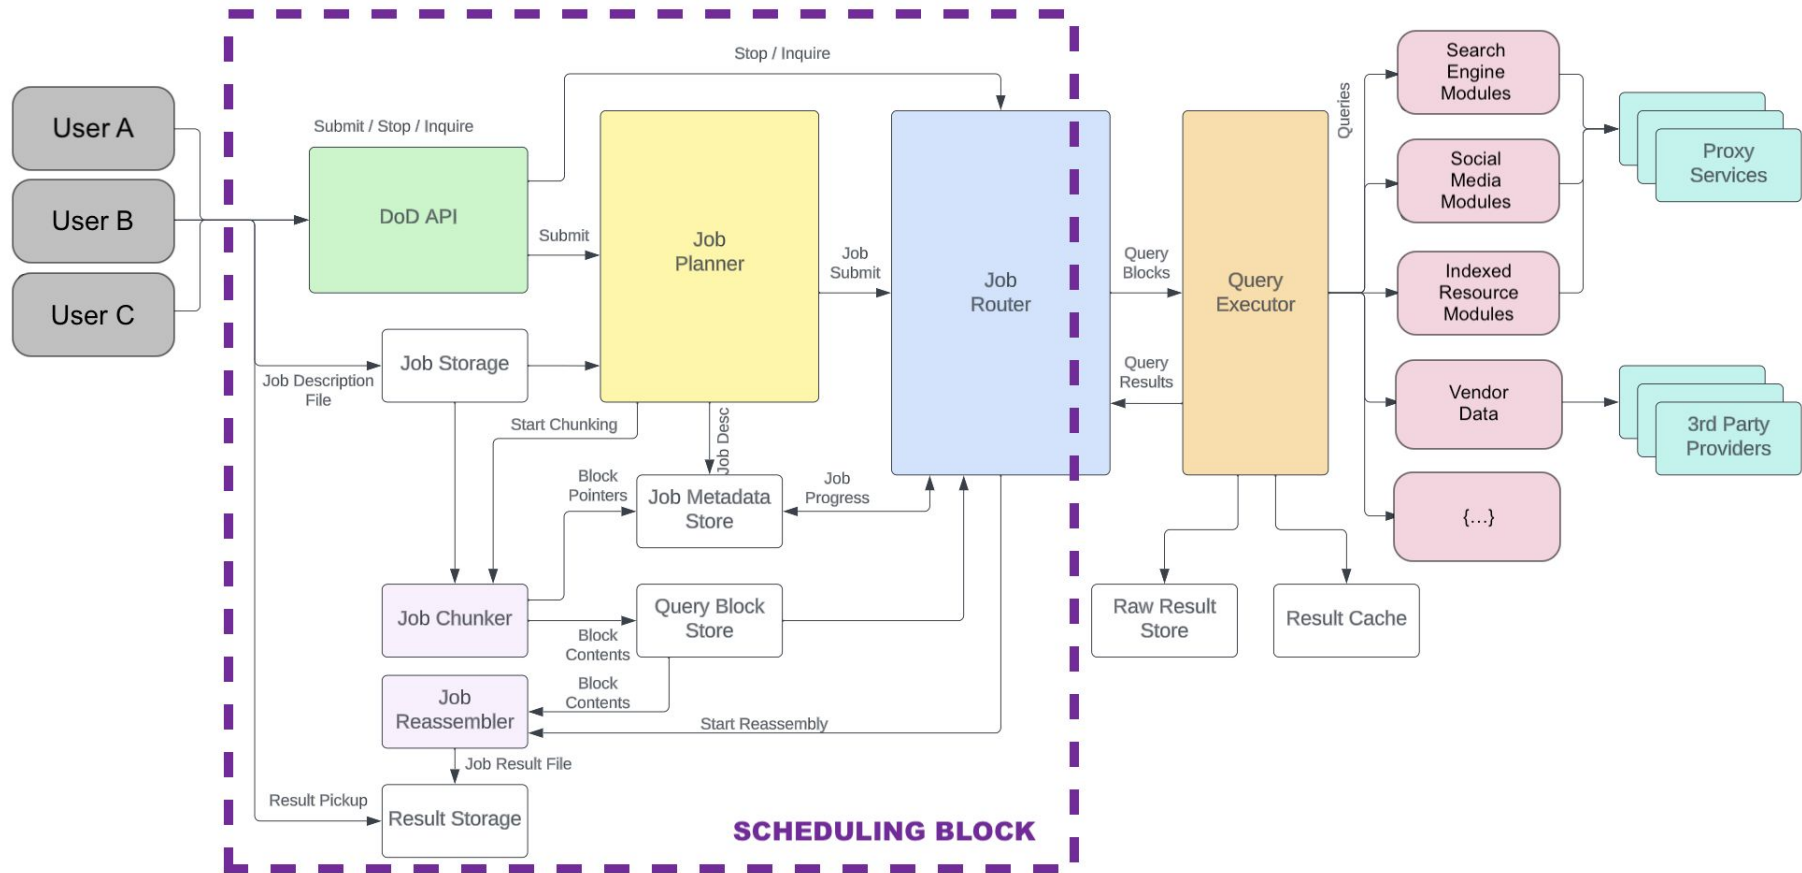 Stop / Inquire
Search
Engine
Modules
Queries
User A
Submit / Stop / Inquire
Proxy
Services
Social
Media
Modules
User B
DoD API
Submit
Job
Planner
Job
Submit
Job
Router
Query
Blocks
Query
Executor
Indexed
Resource
Modules
User C
Job Storage
Job Description
File
Query
Results
Vendor
Data
3rd Party
Providers
Start Chunking
Job Desc
Block
Pointers
Job Metadata
Store
Job
Progress
{...}
Job Chunker
Block
Contents
Query Block
Store
Raw Result
Store
Result Cache
Job
Reassembler
Block
Contents
Start Reassembly
Job Result File
Result Pickup
Result Storage
SCHEDULING BLOCK